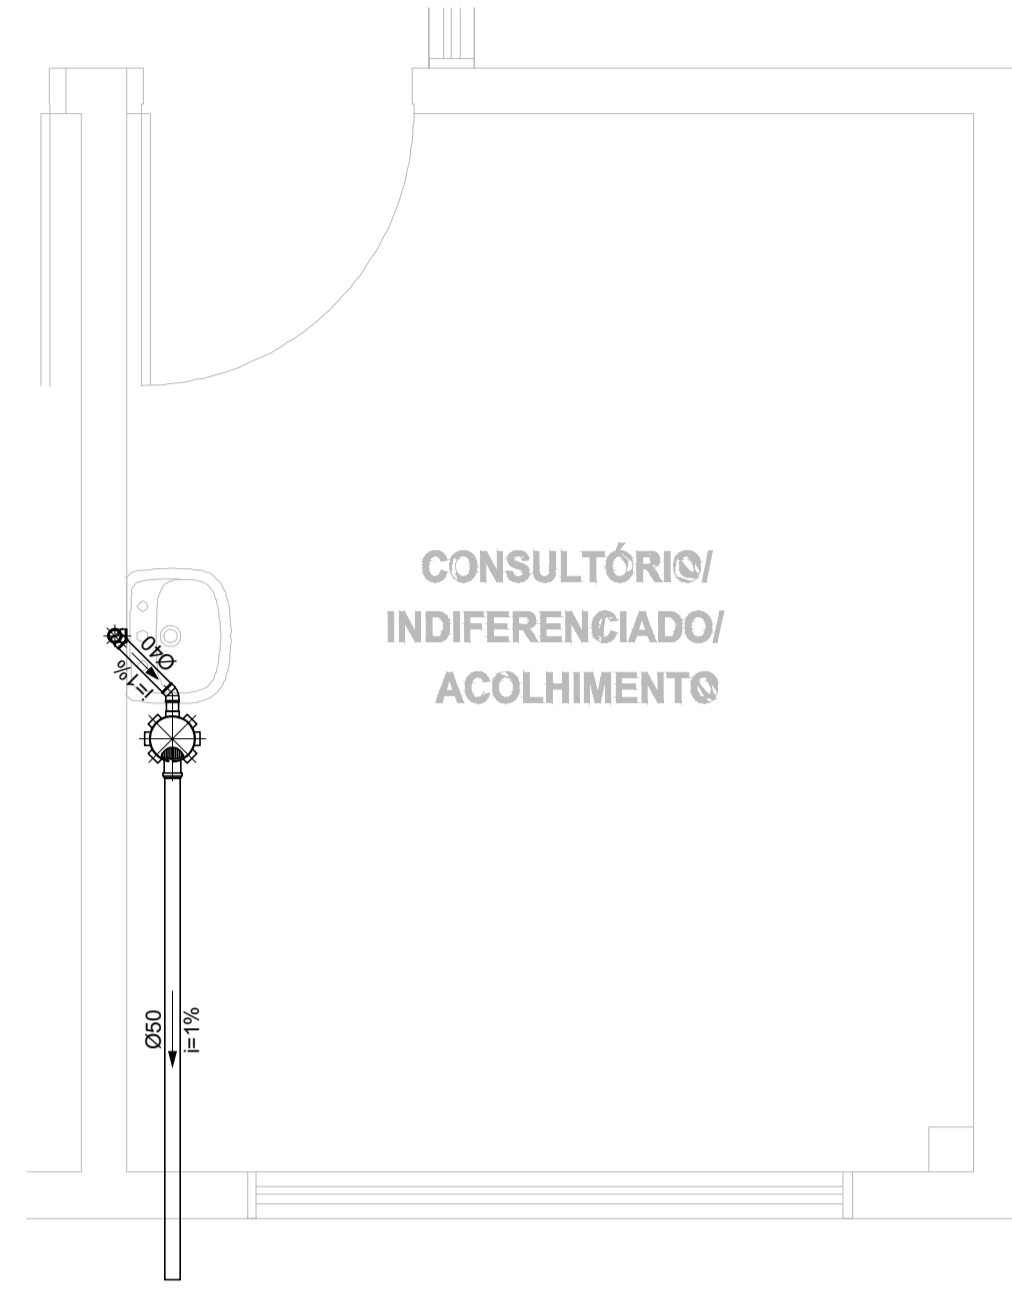 CONSULTÓRIO/
INDIFERENCIADO/
ACOLHIMENTO
Ø40
i=1%
Ø50
i=1%